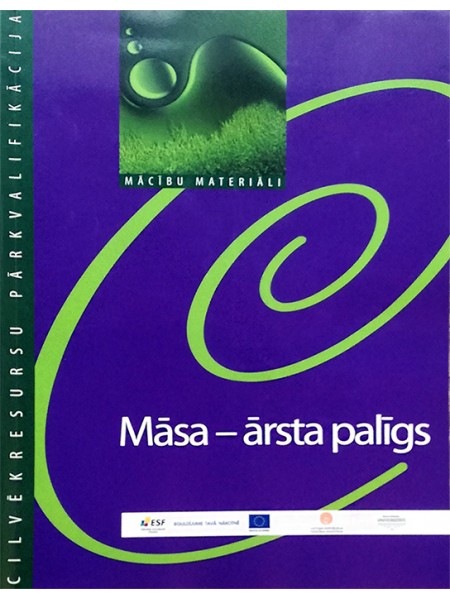 CILVĒKRESURSU PĀRKVALIFIKĀCIJA
MĀCĪBU MATERIĀLI
Māsa – ārsta palīgs
ESF
IEGULDĪJUMS TAVĀ NĀKOTNĒ